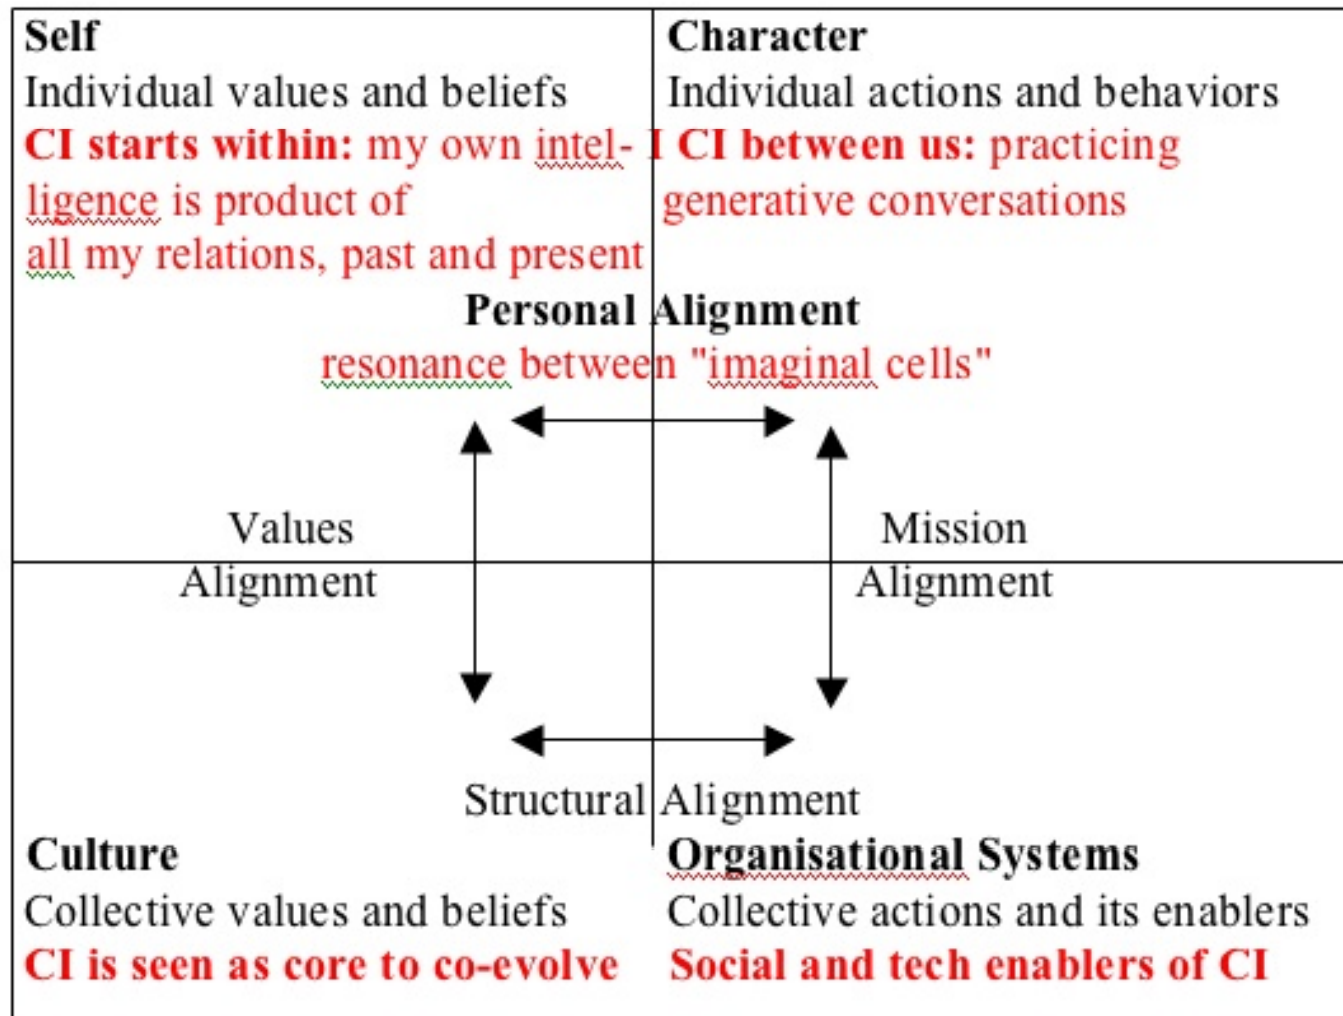 Self
Individual values and beliefs
CI starts within: my own intel-
ligence is product of
all my relations, past and present
Character
Individual actions and behaviors
I CI between us: practicing
generative conversations
Personal Alignment
resonance between "imaginal cells"
Values
Alignment
Mission
Alignment
Structural Alignment
Culture
Collective values and beliefs
CI is seen as core to co-evolve
Organisational Systems
Collective actions and its enablers
Social and tech enablers of CI